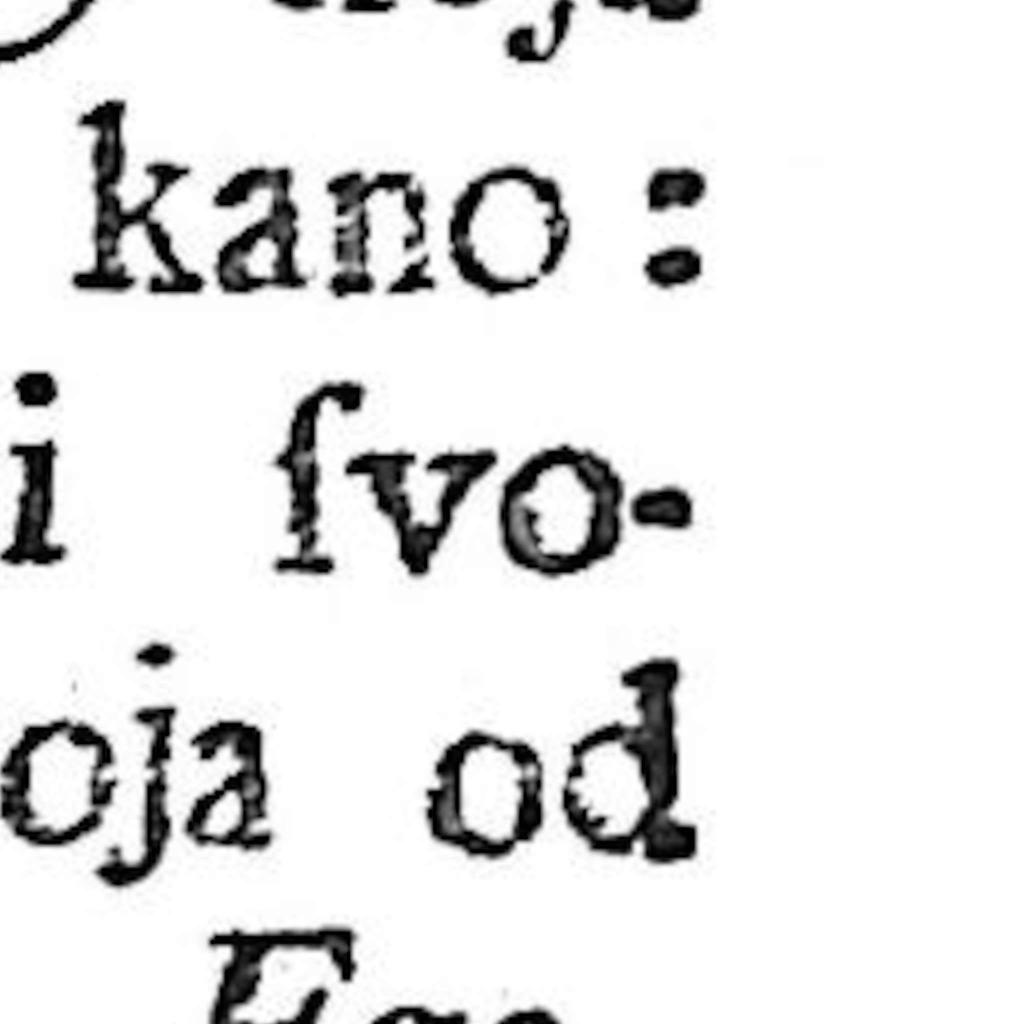 kano :
i ſvo-
oja od